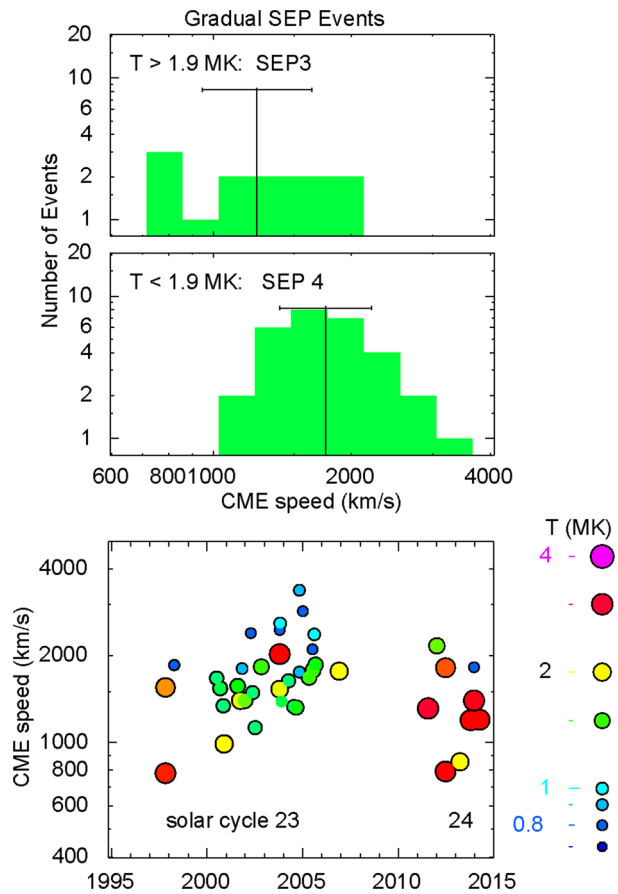 Gradual SEP Events
T > 1.9 MK: SEP3
20
10
6
4
2
1
Number of Events
T < 1.9 MK: SEP 4
20
10
6
4
2
1
600 800 1000 2000 4000
CME speed (km/s)
T (MK)
4
2
1
0.8
4000
2000
1000
800
600
400
CME speed (km/s)
solar cycle 23 24
1995 2000 2005 2010 2015